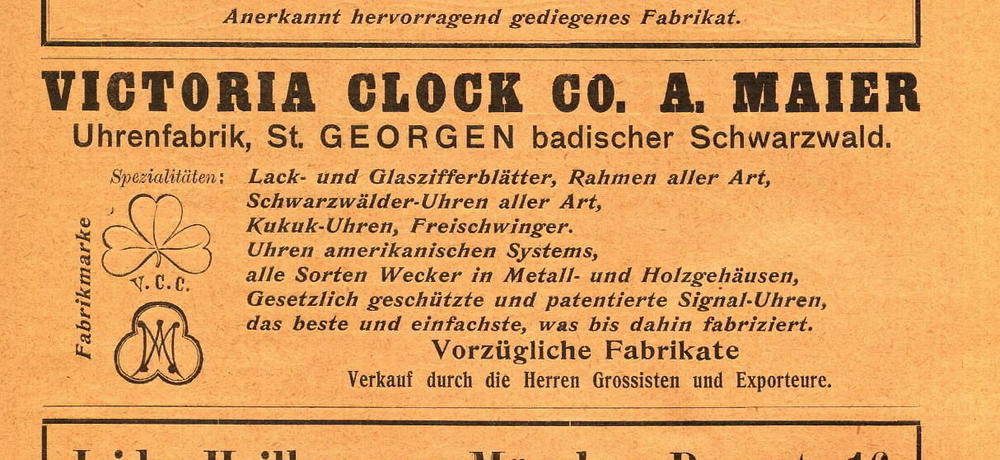 Anerkannt hervorragend gediegenes Fabrikat.
VICTORIA CLOCK CO. A. MAIER
Uhrenfabrik, St. GEORGEN badischer Schwarzwald.
Spezialitäten: Lack- und Glaszifferblätter, Rahmen aller Art,
Schwarzwälder-Uhren aller Art,
Kukuk-Uhren, Freischwinger.
Uhren amerikanischen Systems,
alle Sorten Wecker in Metall- und Holzgehäusen,
Gesetzlich geschützte und patentierte Signal-Uhren,
das beste und einfachste, was bis dahin fabriziert.
Fabrikmarke
V.C.C.
Vorzügliche Fabrikate
Verkauf durch die Herren Grossisten und Exporteure.